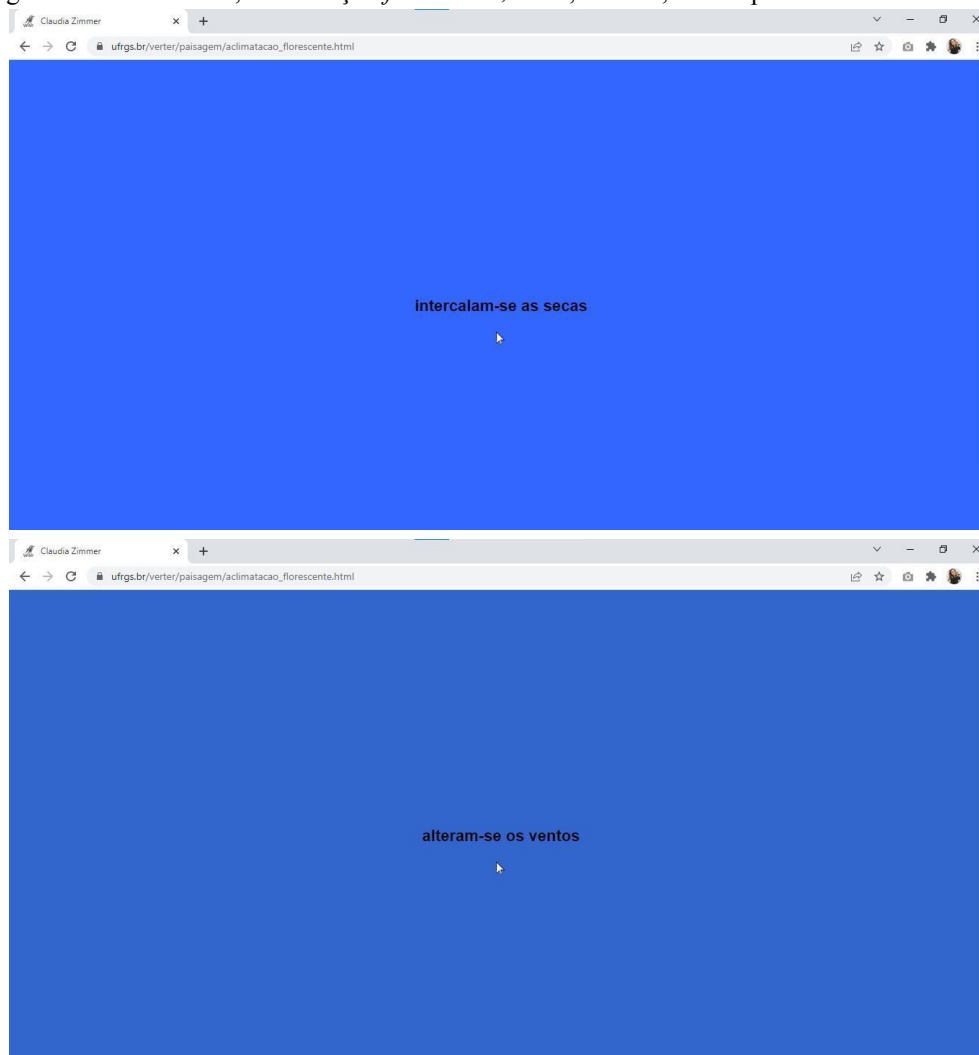 Claudia Zimmer
ufrgs.br/verter/paisagem/aclimatacao_florescente.html
intercalam-se as secas
Claudia Zimmer
ufrgs.br/verter/paisagem/aclimatacao_florescente.html
alteram-se os ventos